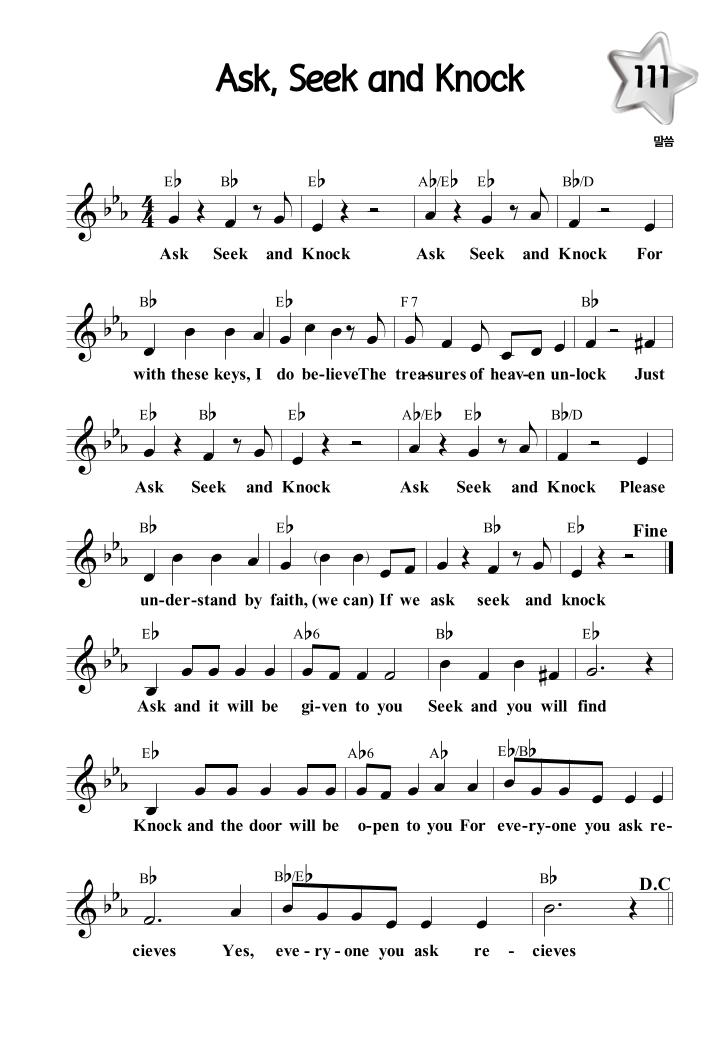 Ask, Seek and Knock
111
말씀
E♭ B♭ E♭ A♭/E♭ E♭ B♭/D
Ask Seek and Knock Ask Seek and Knock For
B♭ E♭ F7 B♭
with these keys, I do be-lieveThe trea-sures of heav-en un-lock Just
E♭ B♭ E♭ A♭/E♭ E♭ B♭/D
Ask Seek and Knock Ask Seek and Knock Please
B♭ E♭ B♭ E♭ Fine
un-der-stand by faith, (we can) If we ask seek and knock
E♭ A♭6 B♭ E♭
Ask and it will be gi-ven to you Seek and you will find
E♭ A♭6 A♭ E♭/B♭
Knock and the door will be o-pen to you For eve-ry-one you ask re-
B♭ B♭/E♭ B♭ D.C
cieves Yes, eve-ry-one you ask re - cieves